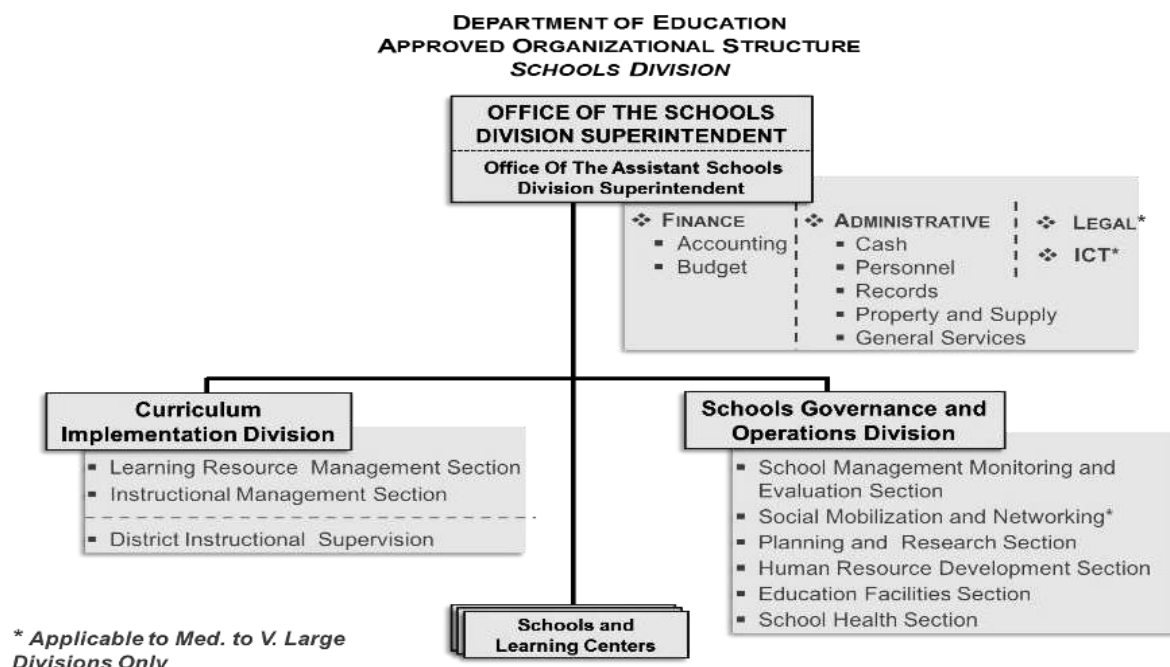 DEPARTMENT OF EDUCATION
APPROVED ORGANIZATIONAL STRUCTURE
SCHOOLS DIVISION
OFFICE OF THE SCHOOLS
DIVISION SUPERINTENDENT
Office Of The Assistant Schools
Division Superintendent
❖ FINANCE
▪ Accounting
▪ Budget
❖ ADMINISTRATIVE
▪ Cash
▪ Personnel
▪ Records
▪ Property and Supply
▪ General Services
❖ LEGAL*
❖ ICT*
Curriculum
Implementation Division
▪ Learning Resource Management Section
▪ Instructional Management Section
▪ District Instructional Supervision
Schools Governance and
Operations Division
▪ School Management Monitoring and
Evaluation Section
▪ Social Mobilization and Networking*
▪ Planning and Research Section
▪ Human Resource Development Section
▪ Education Facilities Section
▪ School Health Section
Schools and
Learning Centers
* Applicable to Med. to V. Large
Divisions Only